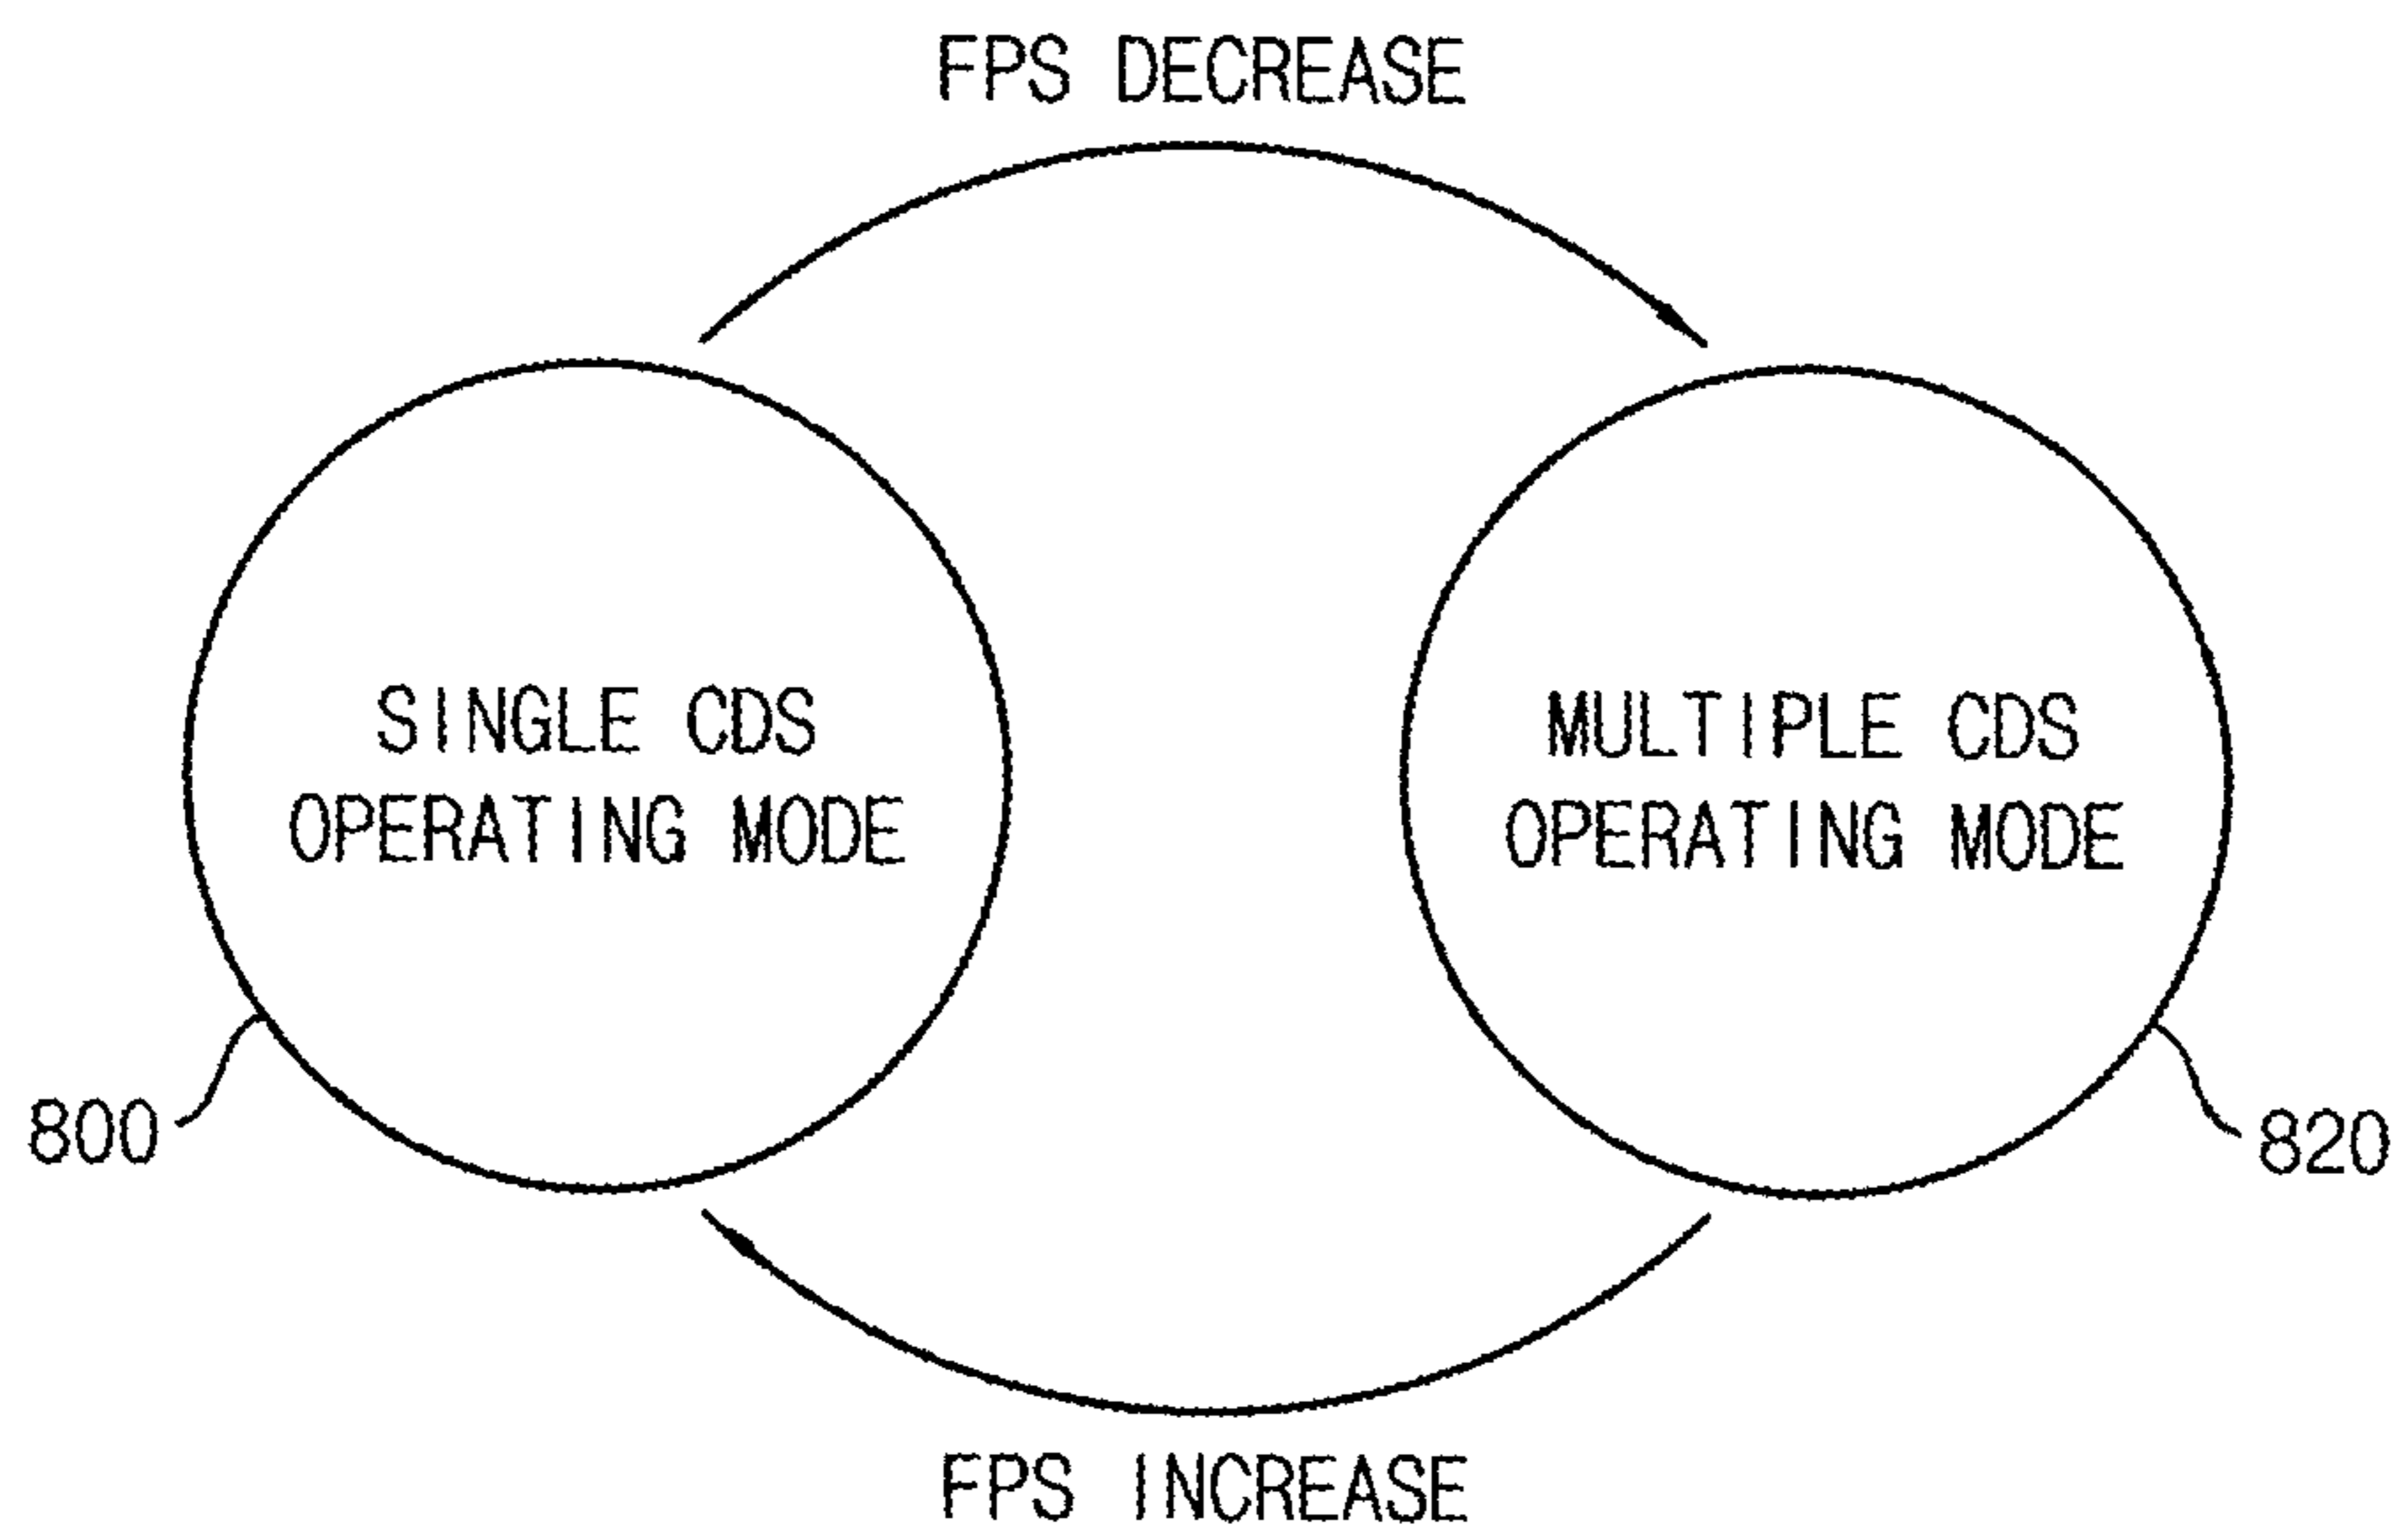 FPS DECREASE
SINGLE CDS
OPERATING MODE
MULTIPLE CDS
OPERATING MODE
800
820
FPS INCREASE